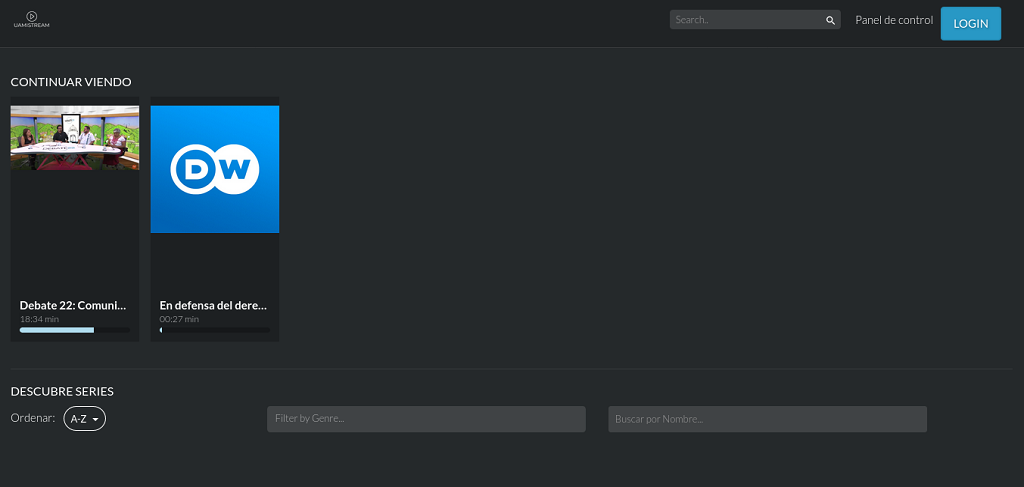 UAMISTREAM
Search..
Panel de control
LOGIN
CONTINUAR VIENDO
DW
Debate 22: Comuni...
18:34 min
En defensa del dere...
00:27 min
DESCUBRE SERIES
Ordenar:
A-Z
Filter by Genre...
Buscar por Nombre...